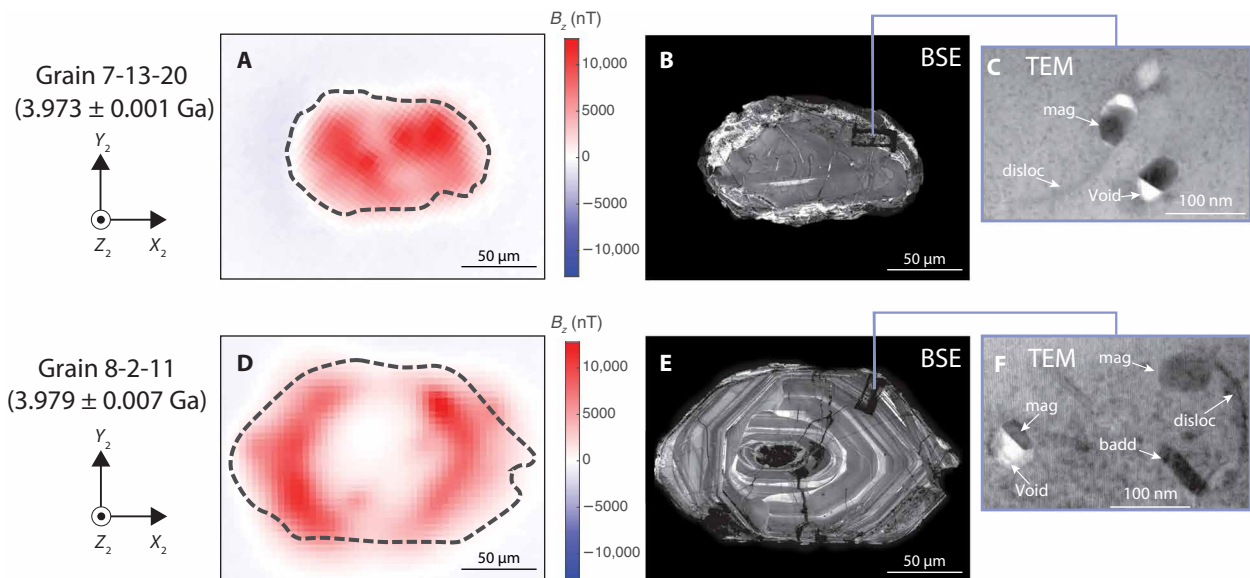 Grain 7-13-20
(3.973 ± 0.001 Ga)
Y₂
Z₂
X₂
A
50 µm
B_z (nT)
10,000
5000
0
−5000
−10,000
B
BSE
50 µm
C
TEM
mag
disloc
Void
100 nm
Grain 8-2-11
(3.979 ± 0.007 Ga)
Y₂
Z₂
X₂
D
50 µm
B_z (nT)
10,000
5000
0
−5000
−10,000
E
BSE
50 µm
F
TEM
mag
mag
disloc
badd
Void
100 nm